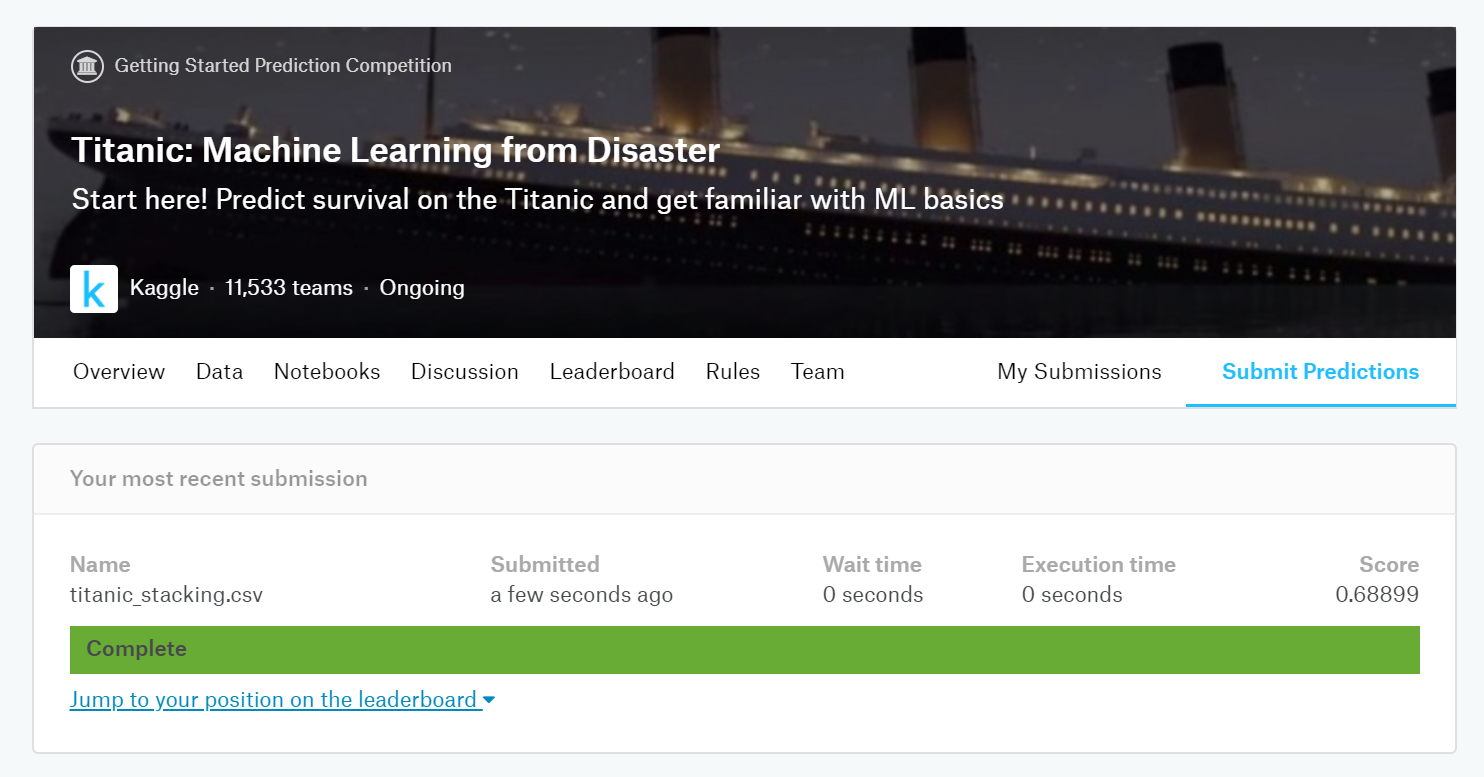 Getting Started Prediction Competition
Titanic: Machine Learning from Disaster
Start here! Predict survival on the Titanic and get familiar with ML basics
k Kaggle · 11,533 teams · Ongoing
Overview Data Notebooks Discussion Leaderboard Rules Team My Submissions Submit Predictions
Your most recent submission
Name Submitted Wait time Execution time Score
titanic_stacking.csv a few seconds ago 0 seconds 0 seconds 0.68899
Complete
Jump to your position on the leaderboard